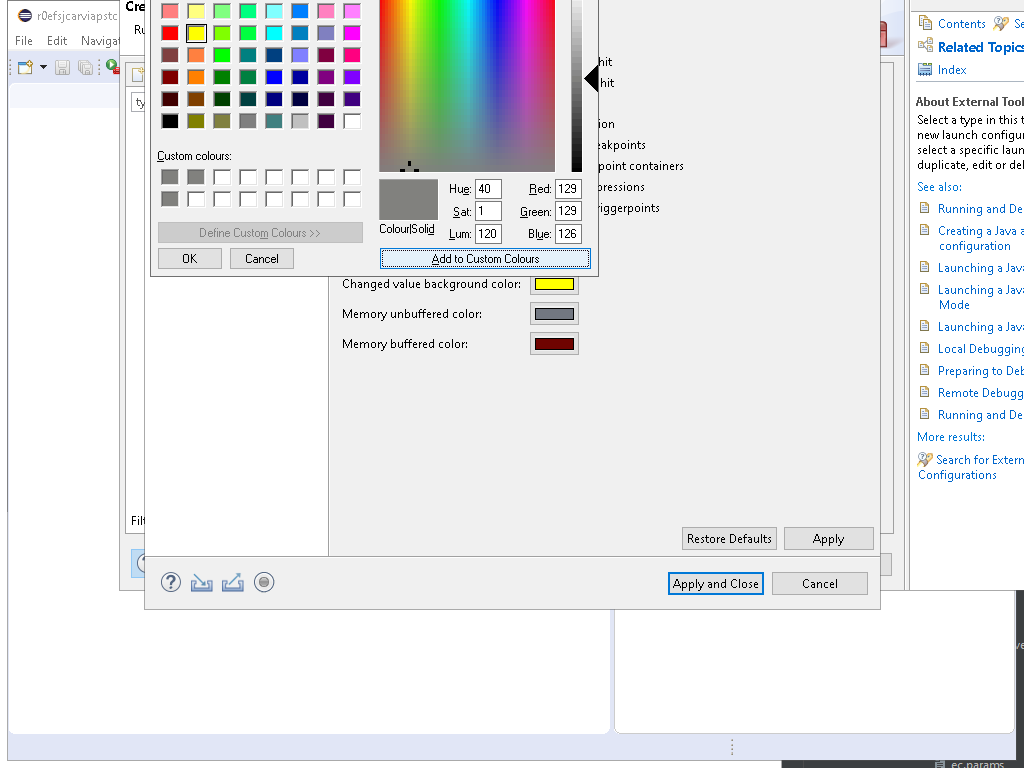 r0efsjcarviapstc
File Edit Navigat
Cre
Ru
ty
Filt
Custom colours:
Define Custom Colours >>
OK Cancel
Colour|Solid
Hue: 40 Red: 129
Sat: 1 Green: 129
Lum: 120 Blue: 126
Add to Custom Colours
hit
hit
ion
eakpoints
point containers
pressions
riggerpoints
Changed value background color:
Memory unbuffered color:
Memory buffered color:
Restore Defaults Apply
Apply and Close Cancel
Contents Se
Related Topics
Index
About External Tool
Select a type in this t
new launch configur
select a specific laun
duplicate, edit or del
See also:
Running and De
Creating a Java a
configuration
Launching a Java
Launching a Java
Mode
Launching a Java
Local Debugging
Preparing to Deb
Remote Debugg
Running and De
More results:
Search for Extern
Configurations
ve
ec.params